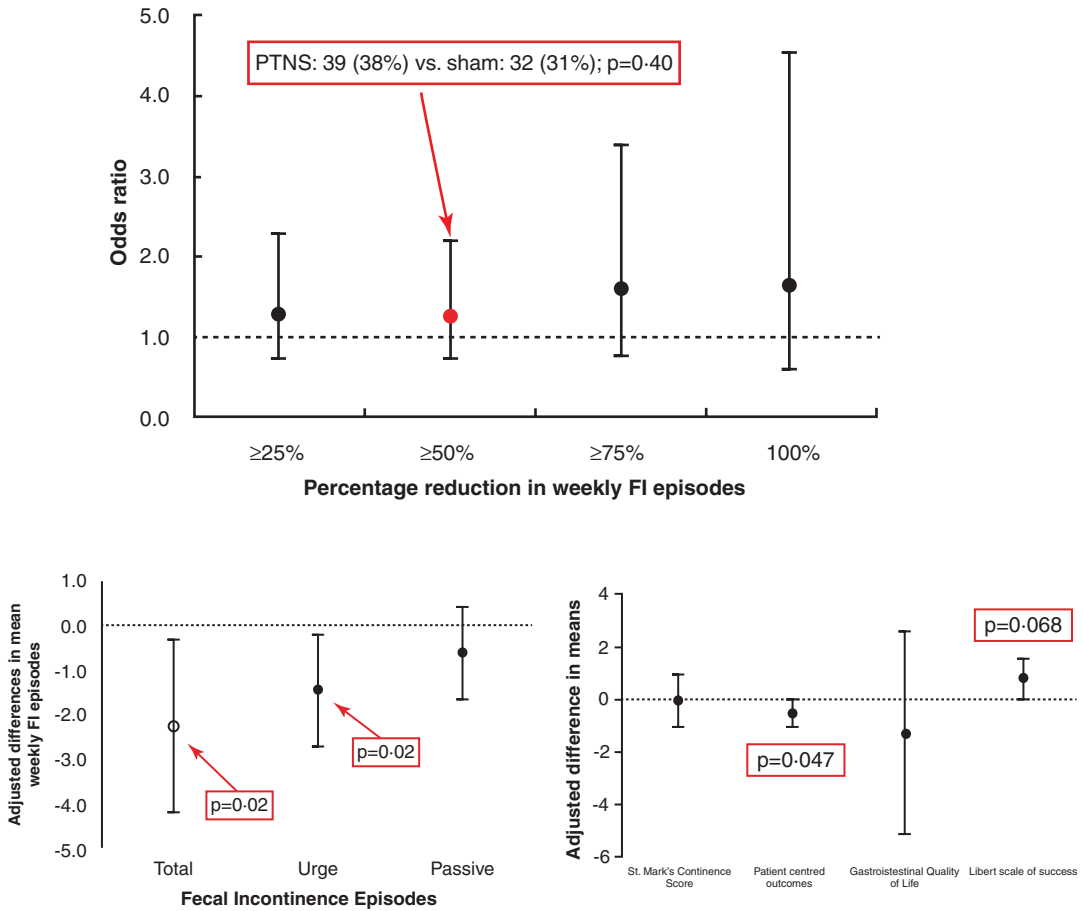 5.0
PTNS: 39 (38%) vs. sham: 32 (31%); p=0·40
4.0
3.0
Odds ratio
2.0
1.0
0.0
≥25% ≥50% ≥75% 100%
Percentage reduction in weekly FI episodes
1.0
0.0
-1.0
-2.0
-3.0
-4.0
-5.0
Adjusted differences in mean
weekly FI episodes
p=0·02
p=0·02
Total Urge Passive
Fecal Incontinence Episodes
4
2
0
-2
-4
-6
Adjusted difference in means
p=0·068
p=0·047
St. Mark's Continence
Score
Patient centred
outcomes
Gastroistestinal Quality
of Life
Libert scale of success